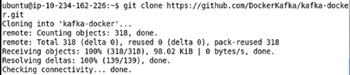 ubuntu@ip-10-234-162-226:~$ git clone https://github.com/DockerKafka/kafka-docke
r.git
Cloning into 'kafka-docker'...
remote: Counting objects: 318, done.
remote: Total 318 (delta 0), reused 0 (delta 0), pack-reused 318
Receiving objects: 100% (318/318), 98.02 KiB | 0 bytes/s, done.
Resolving deltas: 100% (139/139), done.
Checking connectivity... done.